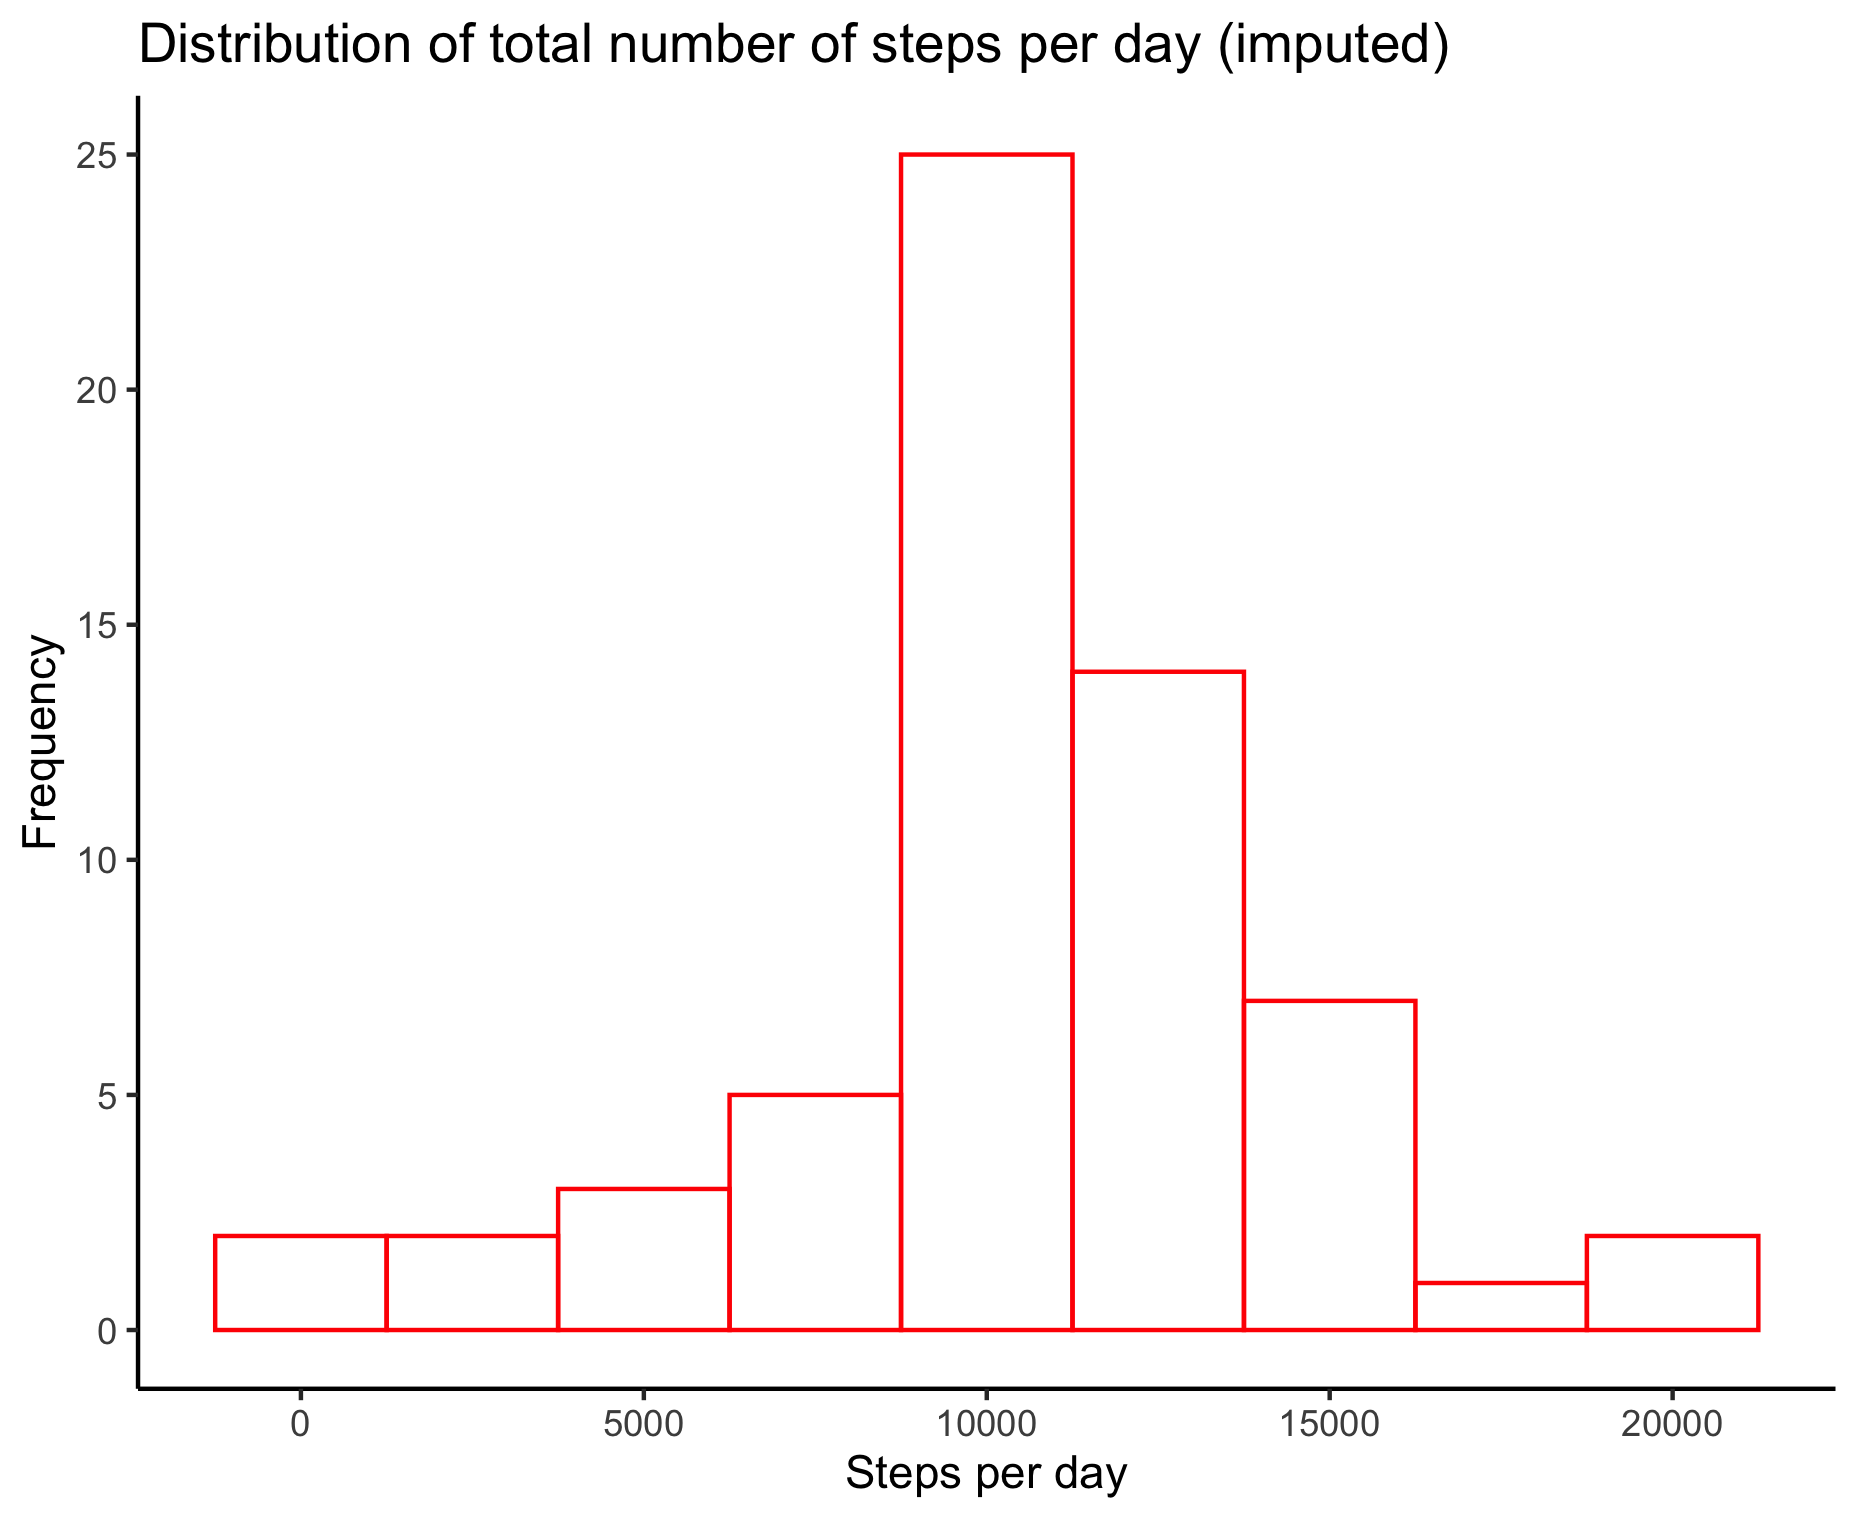 Distribution of total number of steps per day (imputed)
25
20
15
10
5
0
Frequency
0 5000 10000 15000 20000
Steps per day